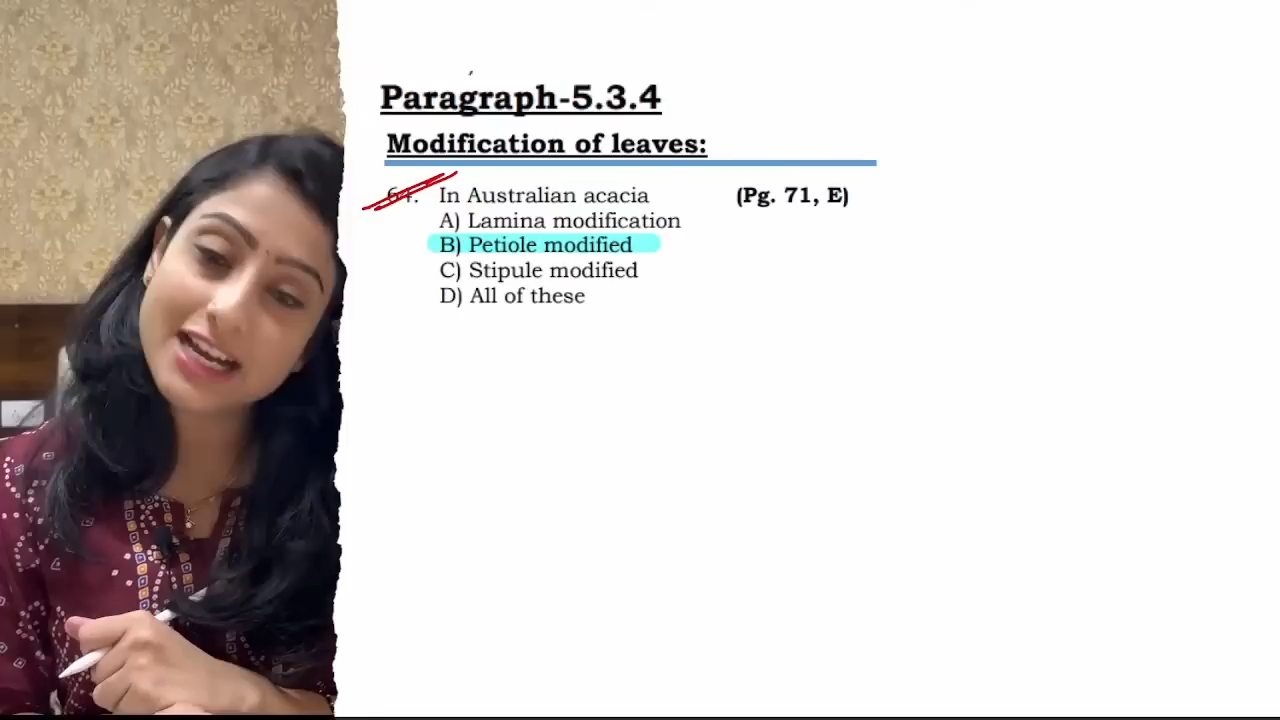 Paragraph-5.3.4
Modification of leaves:
64. In Australian acacia (Pg. 71, E)
A) Lamina modification
B) Petiole modified
C) Stipule modified
D) All of these